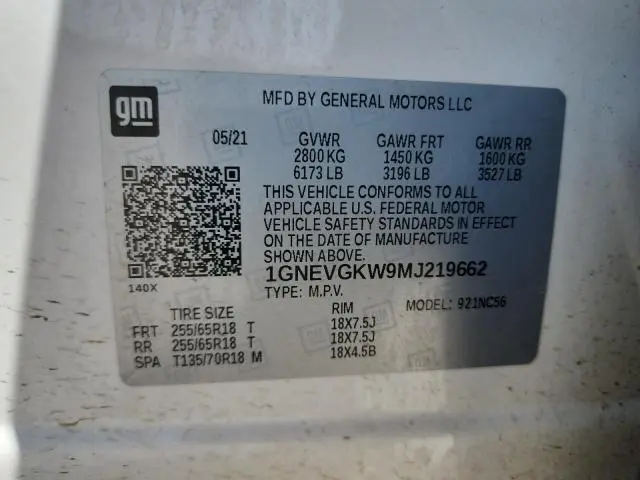 gm
MFD BY GENERAL MOTORS LLC
05/21 GVWR GAWR FRT GAWR RR
2800 KG 1450 KG 1600 KG
6173 LB 3196 LB 3527 LB
THIS VEHICLE CONFORMS TO ALL
APPLICABLE U.S. FEDERAL MOTOR
VEHICLE SAFETY STANDARDS IN EFFECT
ON THE DATE OF MANUFACTURE
SHOWN ABOVE.
1GNEVGKW9MJ219662
140X
TYPE: M.P.V. MODEL: 921NC56
TIRE SIZE RIM
FRT 255/65R18 T 18X7.5J
RR 255/65R18 T 18X7.5J
SPA T135/70R18 M 18X4.5B